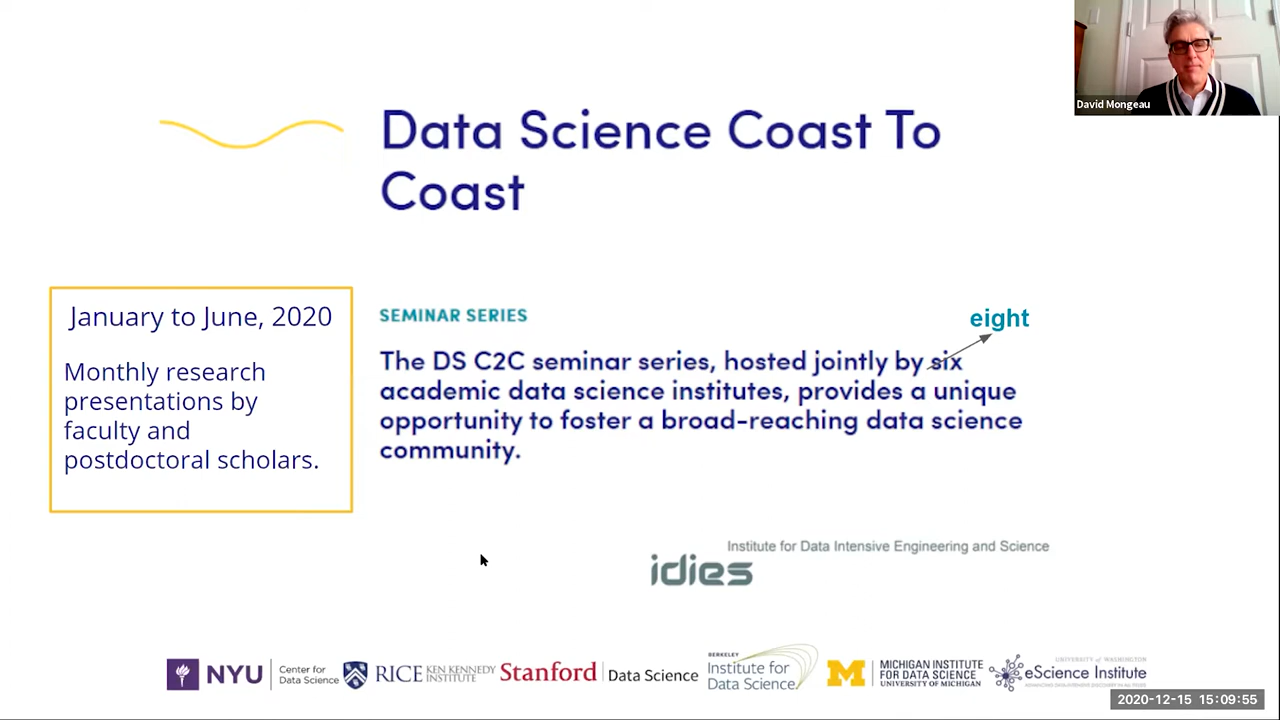 David Mongeau
Data Science Coast To
Coast
January to June, 2020
Monthly research
presentations by
faculty and
postdoctoral scholars.
SEMINAR SERIES
eight
The DS C2C seminar series, hosted jointly by six
academic data science institutes, provides a unique
opportunity to foster a broad-reaching data science
community.
Institute for Data Intensive Engineering and Science
idies
NYU
Center for
Data Science
RICE KEN KENNEDY
INSTITUTE
Stanford
Data Science
BERKELEY
Institute for
Data Science
M
MICHIGAN INSTITUTE
FOR DATA SCIENCE
UNIVERSITY OF MICHIGAN
UNIVERSITY OF WASHINGTON
eScience Institute
2020-12-15 15:09:55